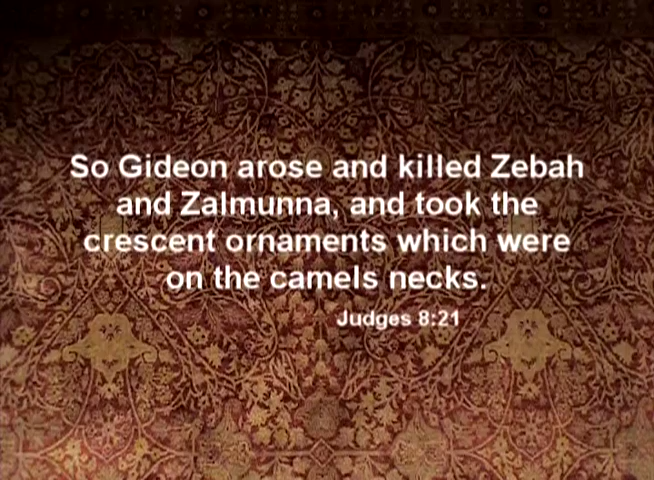 So Gideon arose and killed Zebah
and Zalmunna, and took the
crescent ornaments which were
on the camels necks.
Judges 8:21